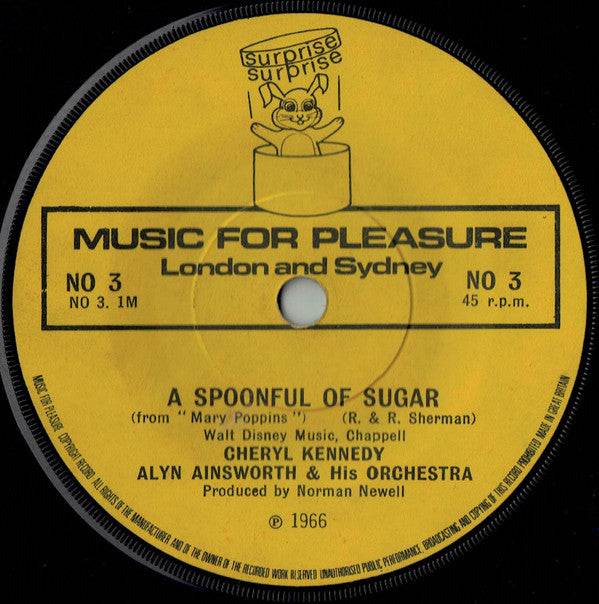 surprise
surprise
MUSIC FOR PLEASURE
London and Sydney
NO 3
NO 3. 1M
NO 3
45 r.p.m.
A SPOONFUL OF SUGAR
(from "Mary Poppins") (R. & R. Sherman)
Walt Disney Music, Chappell
CHERYL KENNEDY
ALYN AINSWORTH & His ORCHESTRA
Produced by Norman Newell
℗ 1966
MUSIC FOR PLEASURE COPYRIGHT RECORD. ALL RIGHTS OF THE MANUFACTURER AND OF THE OWNER OF THE RECORDED WORK RESERVED UNAUTHORISED PUBLIC PERFORMANCE, BROADCASTING AND COPYING OF THIS RECORD PROHIBITED MADE IN GREAT BRITAIN